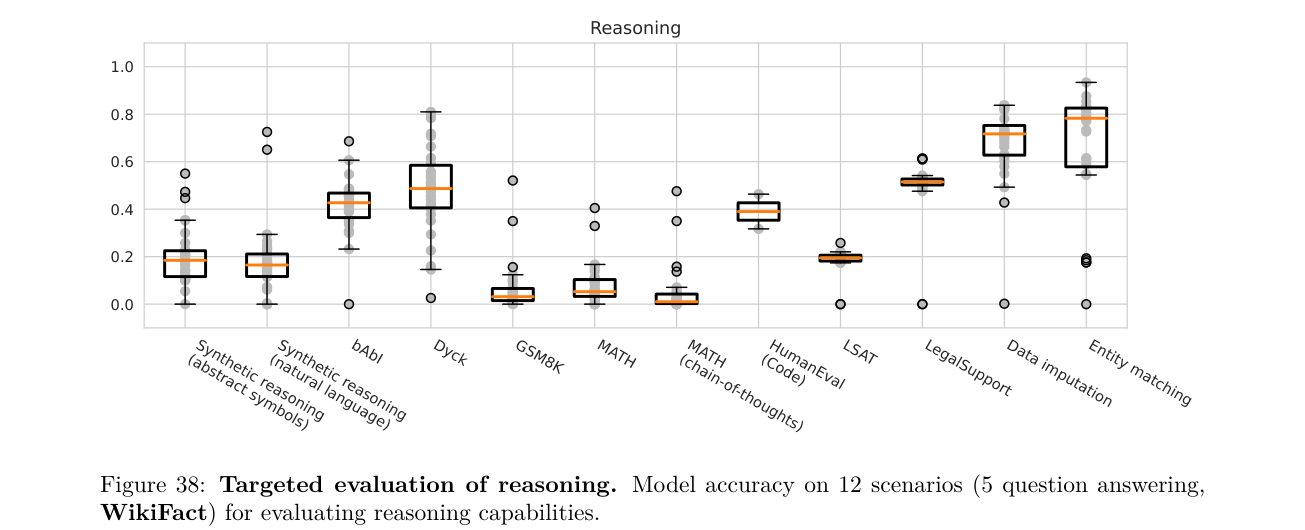 Reasoning
1.0
0.8
0.6
0.4
0.2
0.0
Synthetic reasoning
(abstract symbols)
Synthetic reasoning
(natural language)
bAbI
Dyck
GSM8K
MATH
MATH
(chain-of-thoughts)
HumanEval
(Code)
LSAT
LegalSupport
Data imputation
Entity matching
Figure 38: Targeted evaluation of reasoning. Model accuracy on 12 scenarios (5 question answering,
WikiFact) for evaluating reasoning capabilities.